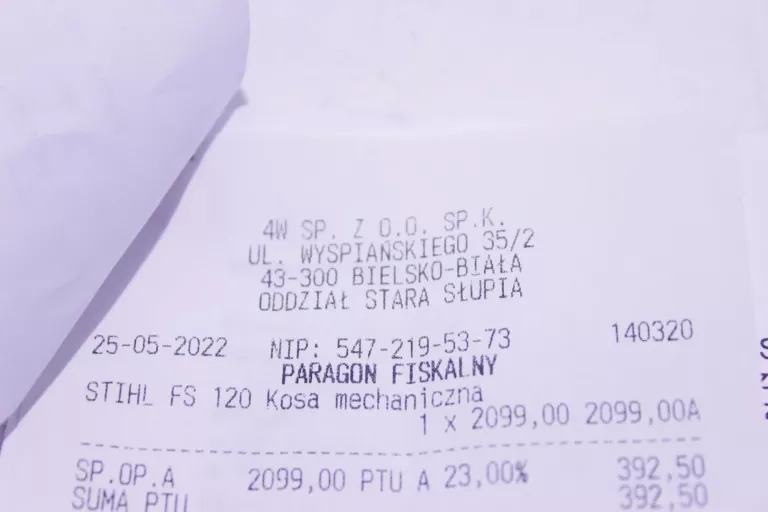 4W SP. Z O.O. SP.K.
UL. WYSPIAŃSKIEGO 35/2
43-300 BIELSKO-BIAŁA
ODDZIAŁ STARA SŁUPIA
25-05-2022 NIP: 547-219-53-73 140320
PARAGON FISKALNY
STIHL FS 120 Kosa mechaniczna
1 x 2099,00 2099,00A
SP.OP.A 2099,00 PTU A 23,00% 392,50
SUMA PTU 392,50